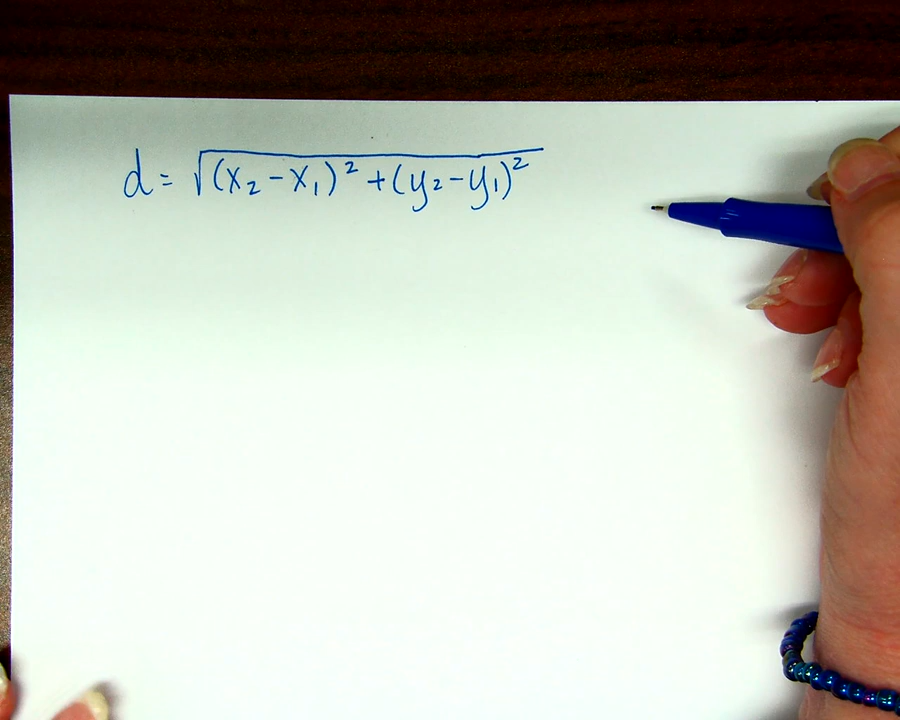 d = √(x₂ - x₁)² + (y₂ - y₁)²